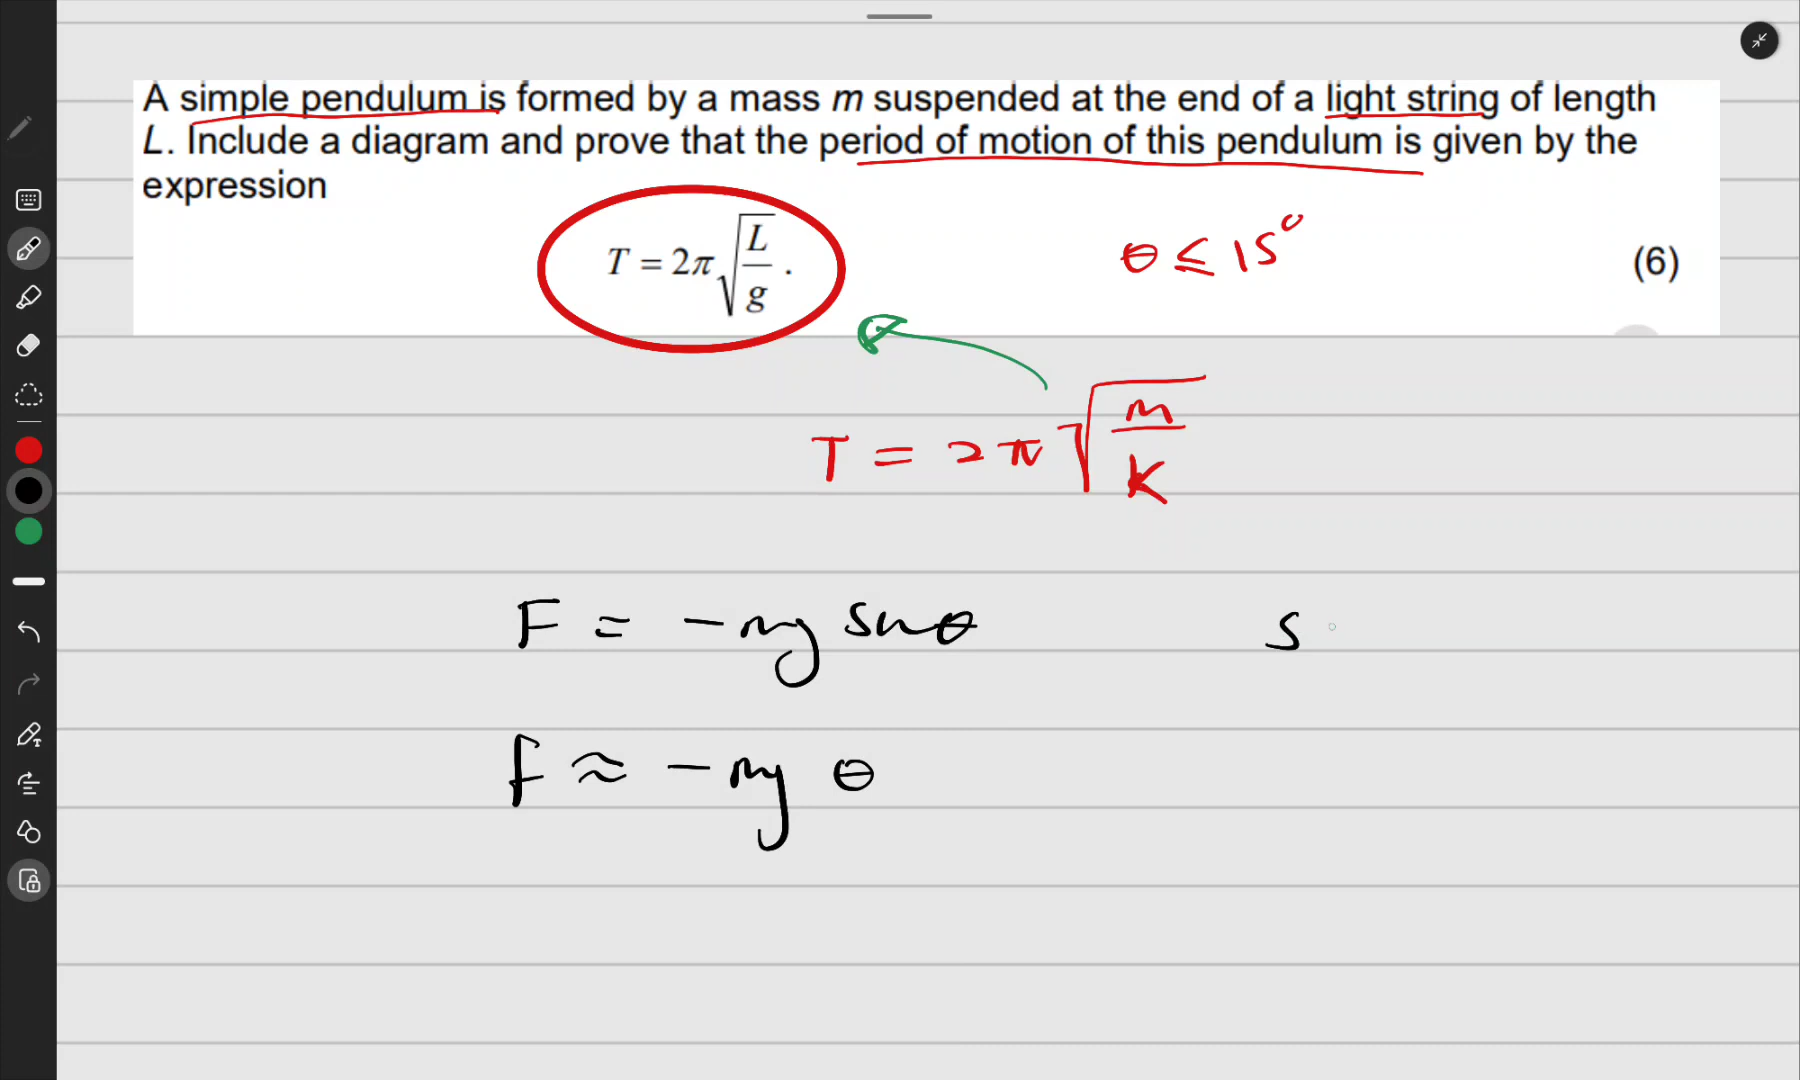 A simple pendulum is formed by a mass m suspended at the end of a light string of length
L. Include a diagram and prove that the period of motion of this pendulum is given by the
expression
T = 2π√(L/g) .
θ ≤ 15°
(6)
T = 2π√(m/k)
F = -mg sinθ
S
F ≈ -mg θ